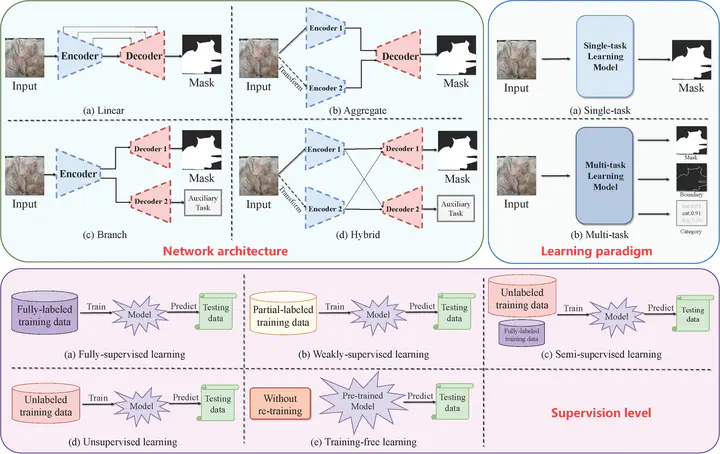 Encoder
Decoder
Input
Mask
(a) Linear
Encoder 1
Encoder 2
Decoder
Transform
Input
Mask
(b) Aggregate
Encoder
Decoder 1
Decoder 2
Input
Mask
Auxiliary
Task
(c) Branch
Encoder 1
Encoder 2
Decoder 1
Decoder 2
Transform
Input
Mask
Auxiliary
Task
(d) Hybrid
Network architecture
Single-task
Learning
Model
Input
Mask
(a) Single-task
Multi-task
Learning
Model
Input
Mask
Boundary
cat:0.91
Category
(b) Multi-task
Learning paradigm
Fully-labeled
training data
Train
Model
Predict
Testing
data
(a) Fully-supervised learning
Partial-labeled
training data
Train
Model
Predict
Testing
data
(b) Weakly-supervised learning
Unlabeled
training data
Fully-labeled
training data
Train
Model
Predict
Testing
data
(c) Semi-supervised learning
Unlabeled
training data
Train
Model
Predict
Testing
data
(d) Unsupervised learning
Without
re-training
Pre-trained
Model
Predict
Testing
data
(e) Training-free learning
Supervision level